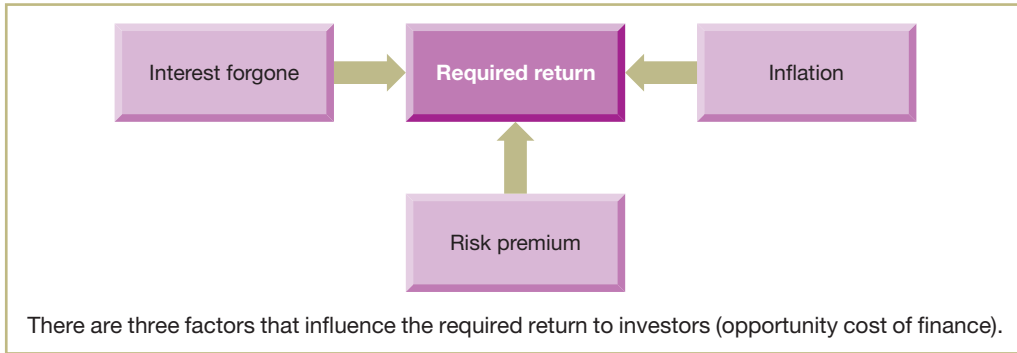 Interest forgone
Required return
Inflation
Risk premium
There are three factors that influence the required return to investors (opportunity cost of finance).